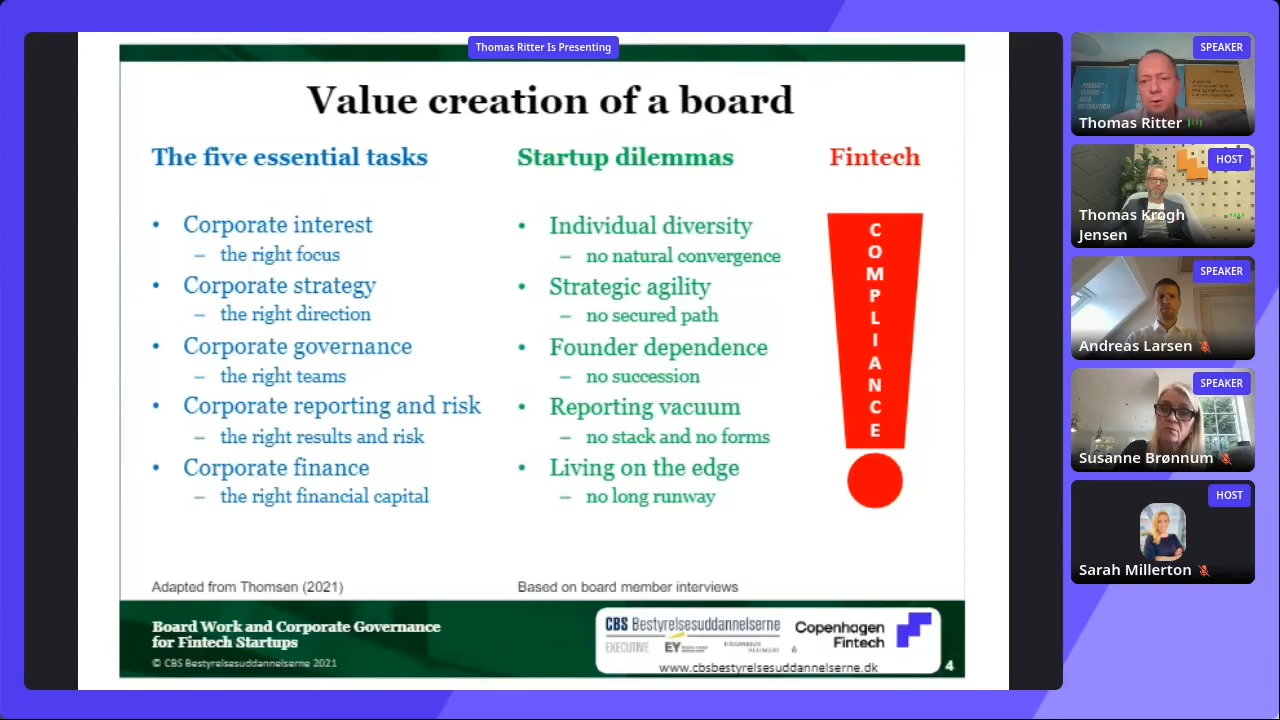 Thomas Ritter Is Presenting
Value creation of a board
The five essential tasks
• Corporate interest
– the right focus
• Corporate strategy
– the right direction
• Corporate governance
– the right teams
• Corporate reporting and risk
– the right results and risk
• Corporate finance
– the right financial capital
Adapted from Thomsen (2021)
Startup dilemmas
• Individual diversity
– no natural convergence
• Strategic agility
– no secured path
• Founder dependence
– no succession
• Reporting vacuum
– no stack and no forms
• Living on the edge
– no long runway
Based on board member interviews
Fintech
C
O
M
P
L
I
A
N
C
E
Board Work and Corporate Governance
for Fintech Startups
© CBS Bestyrelsesuddannelserne 2021
CBS Bestyrelsesuddannelserne
EXECUTIVE
EY
&
Copenhagen
Fintech
www.cbsbestyrelsesuddannelserne.dk
4
SPEAKER
Thomas Ritter
HOST
Thomas Krogh
Jensen
SPEAKER
Andreas Larsen
SPEAKER
Susanne Brønnum
HOST
Sarah Millerton